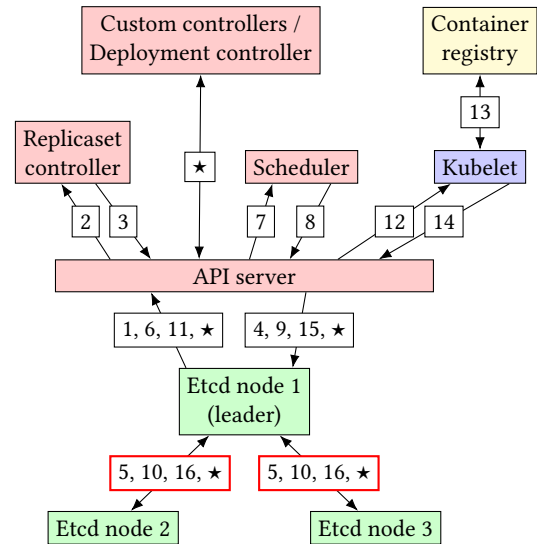 Custom controllers /
Deployment controller
Container
registry
13
Replicaset
controller
★
Scheduler
Kubelet
2
3
7
8
12
14
API server
1, 6, 11, ★
4, 9, 15, ★
Etcd node 1
(leader)
5, 10, 16, ★
5, 10, 16, ★
Etcd node 2
Etcd node 3